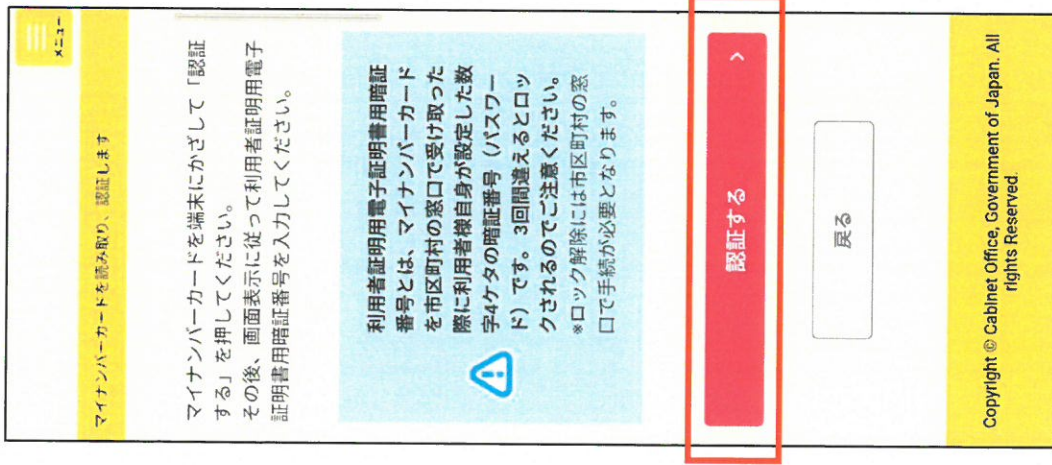 メニュー
マイナンバーカードを読み取り、認証します
マイナンバーカードを端末にかざして「認証
する」を押してください。
その後、画面表示に従って利用者証明用電子
証明書用暗証番号を入力してください。
利用者証明用電子証明書用暗証
番号とは、マイナンバーカード
を市区町村の窓口で受け取った
際に利用者様自身が設定した数
字4ケタの暗証番号（パスワー
ド）です。3回間違えるとロッ
クされるのでご注意ください。
※ロック解除には市区町村の窓
口で手続が必要となります。
認証する
戻る
Copyright © Cabinet Office, Government of Japan. All
rights Reserved.